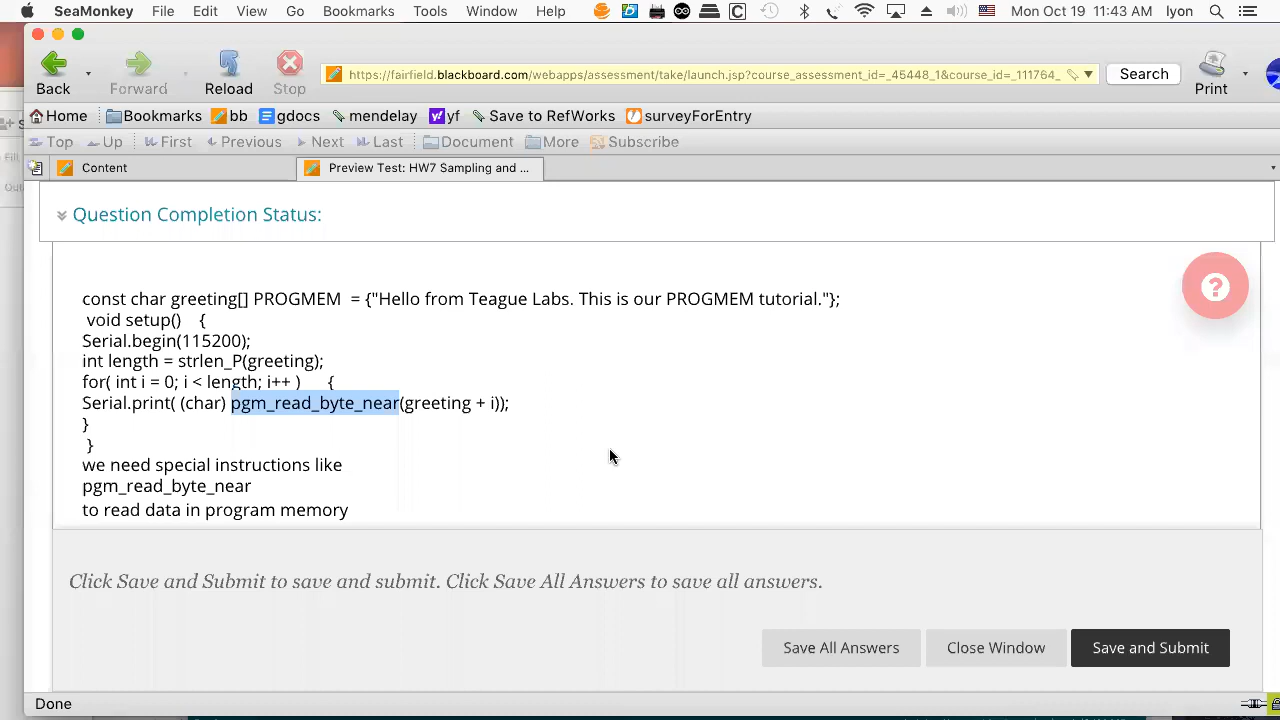 SeaMonkey File Edit View Go Bookmarks Tools Window Help Mon Oct 19 11:43 AM lyon
Back Forward Reload Stop https://fairfield.blackboard.com/webapps/assessment/take/launch.jsp?course_assessment_id=_45448_1&course_id=_111764_ Search Print
Home Bookmarks bb gdocs mendelay yf Save to RefWorks surveyForEntry
Top Up First Previous Next Last Document More Subscribe
Content Preview Test: HW7 Sampling and ...
Question Completion Status:
const char greeting[] PROGMEM = {"Hello from Teague Labs. This is our PROGMEM tutorial."};
void setup() {
Serial.begin(115200);
int length = strlen_P(greeting);
for( int i = 0; i < length; i++ ) {
Serial.print( (char) pgm_read_byte_near(greeting + i));
}
}
we need special instructions like
pgm_read_byte_near
to read data in program memory
Click Save and Submit to save and submit. Click Save All Answers to save all answers.
Save All Answers Close Window Save and Submit
Done